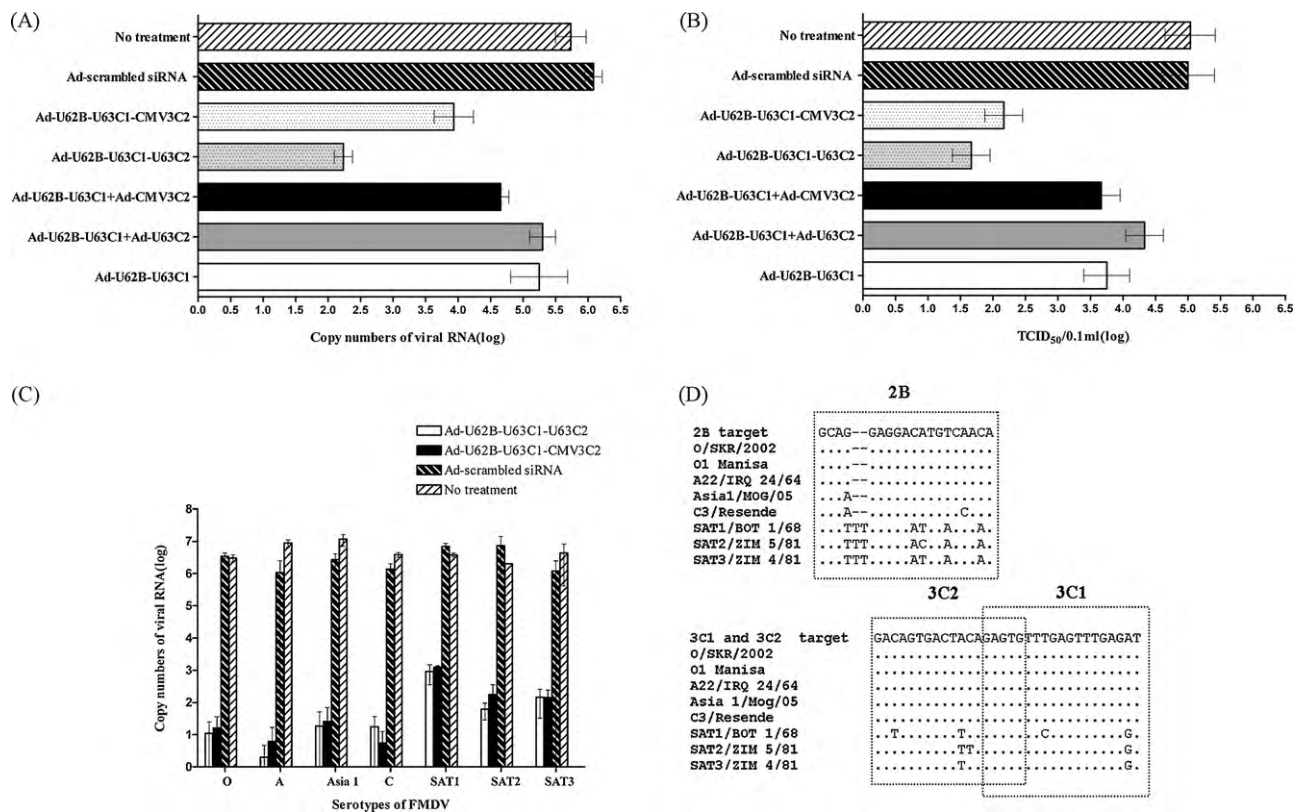 (A)
No treatment
Ad-scrambled siRNA
Ad-U62B-U63C1-CMV3C2
Ad-U62B-U63C1-U63C2
Ad-U62B-U63C1+Ad-CMV3C2
Ad-U62B-U63C1+Ad-U63C2
Ad-U62B-U63C1
0.0 0.5 1.0 1.5 2.0 2.5 3.0 3.5 4.0 4.5 5.0 5.5 6.0 6.5
Copy numbers of viral RNA(log)
(B)
No treatment
Ad-scrambled siRNA
Ad-U62B-U63C1-CMV3C2
Ad-U62B-U63C1-U63C2
Ad-U62B-U63C1+Ad-CMV3C2
Ad-U62B-U63C1+Ad-U63C2
Ad-U62B-U63C1
0.0 0.5 1.0 1.5 2.0 2.5 3.0 3.5 4.0 4.5 5.0 5.5 6.0 6.5
TCID50/0.1ml(log)
(C)
Ad-U62B-U63C1-U63C2
Ad-U62B-U63C1-CMV3C2
Ad-scrambled siRNA
No treatment
8
7
6
5
4
3
2
1
0
Copy numbers of viral RNA(log)
O A Asia 1 C SAT1 SAT2 SAT3
Serotypes of FMDV
(D)
2B
2B target GCAG--GAGGACATGTCAACA
O/SKR/2002 ....--...............
O1 Manisa ....--...............
A22/IRQ 24/64 ....--...............
Asia1/MOG/05 ...A--...............
C3/Resende ...A--...........C...
SAT1/BOT 1/68 ...TTT.....AT..A...A.
SAT2/ZIM 5/81 ...TTT.....AC..A...A.
SAT3/ZIM 4/81 ...TTT.....AT..A...A.
3C2 3C1
3C1 and 3C2 target GACAGTGACTACAGAGTGTTTGAGTTTGAGAT
O/SKR/2002 ................................
O1 Manisa ................................
A22/IRQ 24/64 ................................
Asia 1/Mog/05 ................................
C3/Resende ................................
SAT1/BOT 1/68 ..T.......T.........C.........G.
SAT2/ZIM 5/81 ..........TT..................G.
SAT3/ZIM 4/81 ..........T...................G.